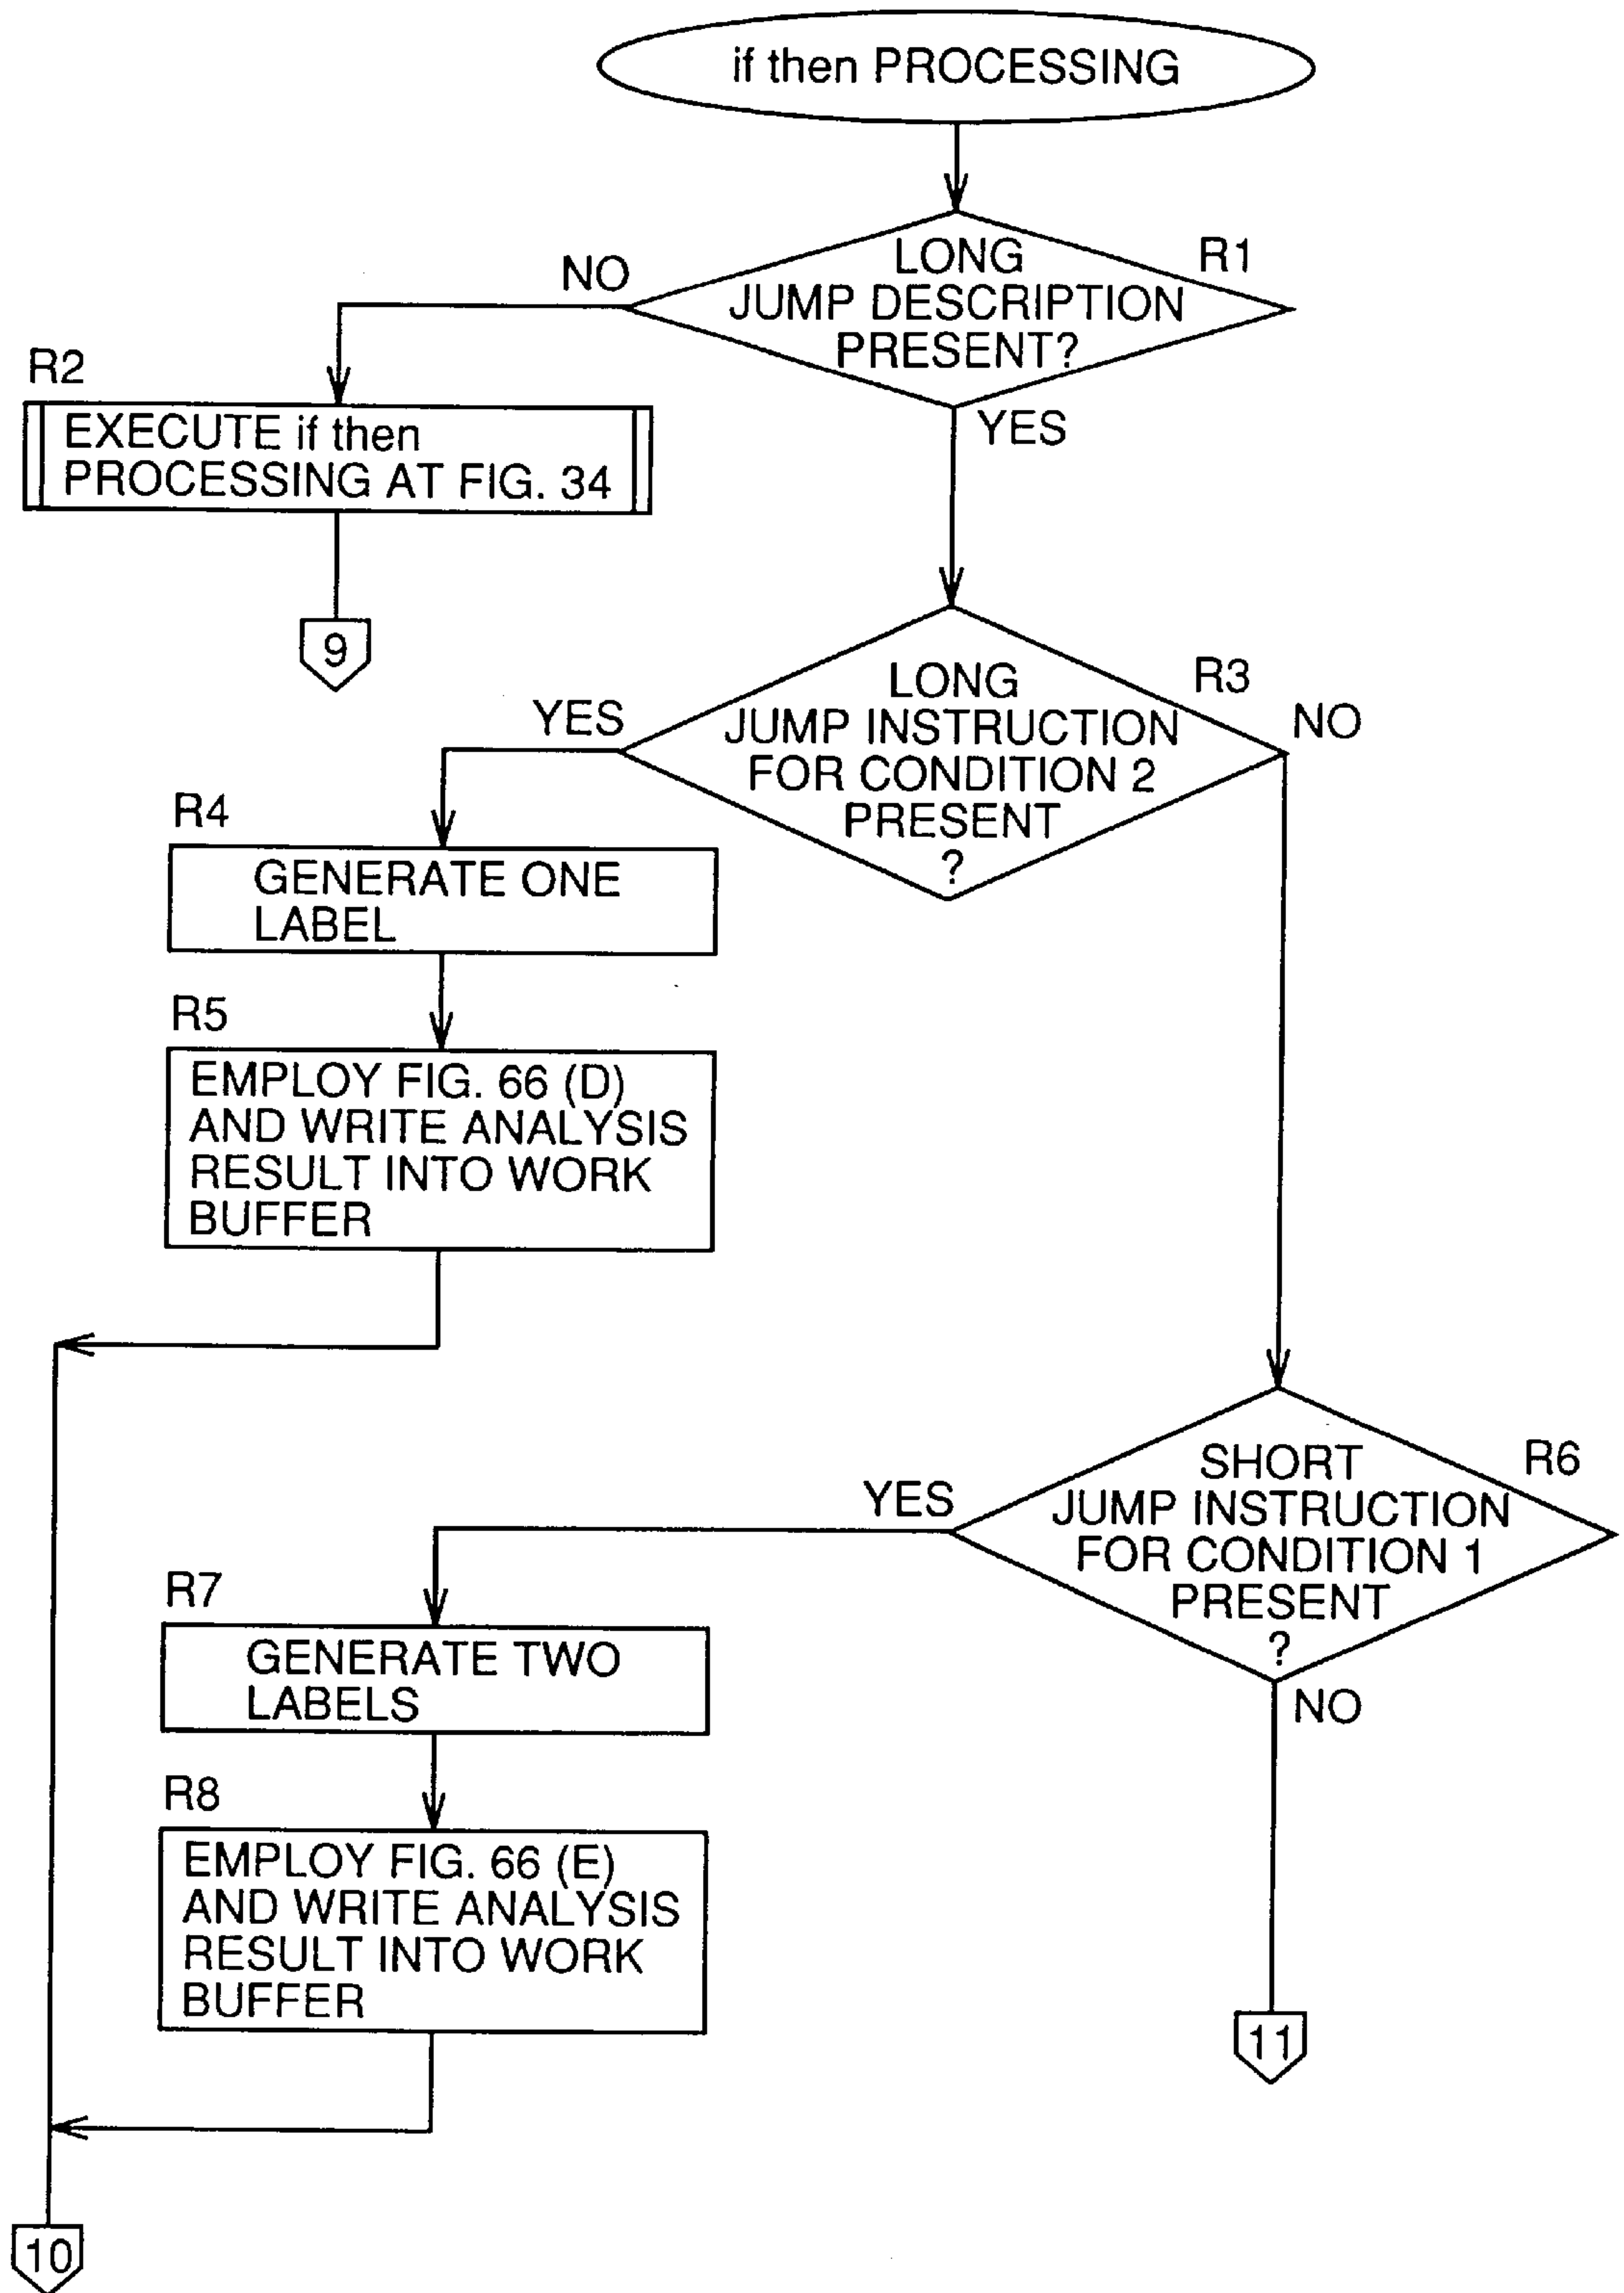 if then PROCESSING
LONG
JUMP DESCRIPTION
PRESENT?
R1
NO
YES
R2
EXECUTE if then
PROCESSING AT FIG. 34
9
LONG
JUMP INSTRUCTION
FOR CONDITION 2
PRESENT
?
R3
YES
NO
R4
GENERATE ONE
LABEL
R5
EMPLOY FIG. 66 (D)
AND WRITE ANALYSIS
RESULT INTO WORK
BUFFER
SHORT
JUMP INSTRUCTION
FOR CONDITION 1
PRESENT
?
R6
YES
NO
R7
GENERATE TWO
LABELS
R8
EMPLOY FIG. 66 (E)
AND WRITE ANALYSIS
RESULT INTO WORK
BUFFER
11
10